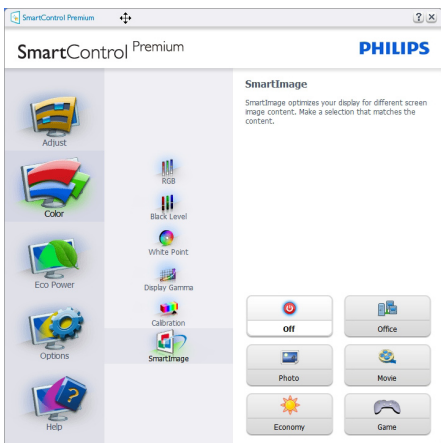 SmartControl Premium
SmartControl Premium
PHILIPS
Adjust
Color
Eco Power
Options
Help
RGB
Black Level
White Point
Display Gamma
Calibration
SmartImage
SmartImage
SmartImage optimizes your display for different screen
image content. Make a selection that matches the
content.
Off
Office
Photo
Movie
Economy
Game